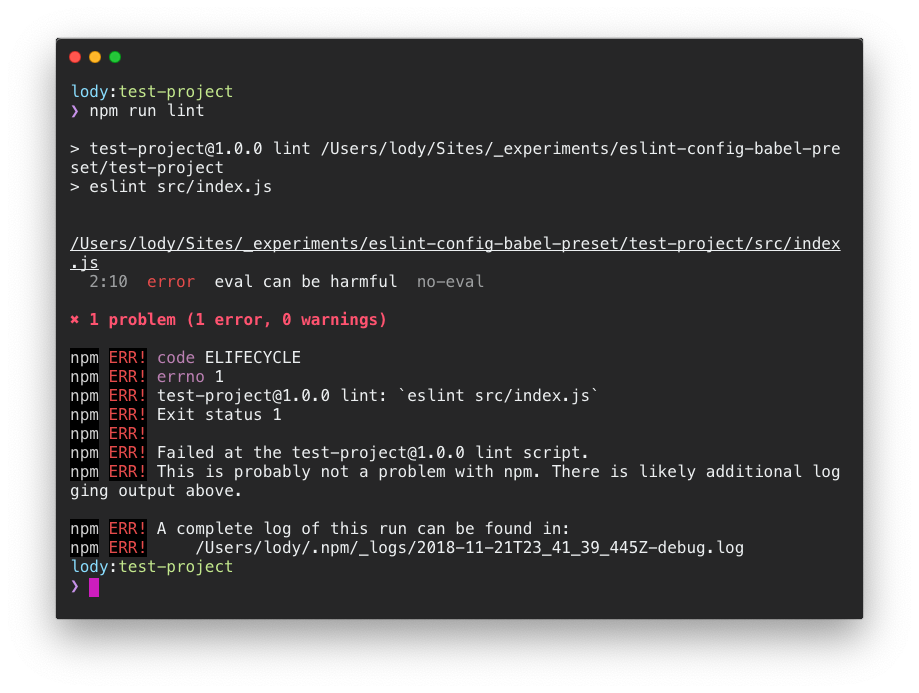 lody:test-project
❯ npm run lint
> test-project@1.0.0 lint /Users/lody/Sites/_experiments/eslint-config-babel-pre
set/test-project
> eslint src/index.js
/Users/lody/Sites/_experiments/eslint-config-babel-preset/test-project/src/index
.js
2:10  error  eval can be harmful  no-eval
✖ 1 problem (1 error, 0 warnings)
npm ERR! code ELIFECYCLE
npm ERR! errno 1
npm ERR! test-project@1.0.0 lint: `eslint src/index.js`
npm ERR! Exit status 1
npm ERR!
npm ERR! Failed at the test-project@1.0.0 lint script.
npm ERR! This is probably not a problem with npm. There is likely additional log
ging output above.
npm ERR! A complete log of this run can be found in:
npm ERR!     /Users/lody/.npm/_logs/2018-11-21T23_41_39_445Z-debug.log
lody:test-project
❯